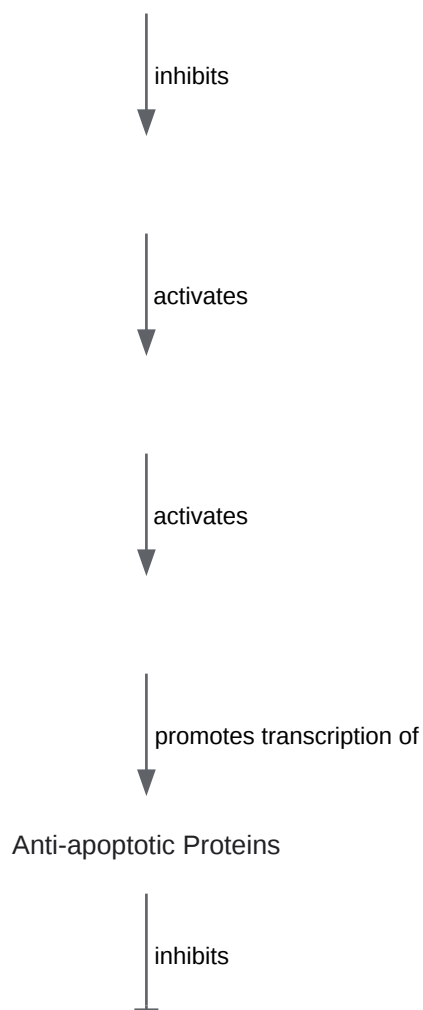 inhibits
activates
activates
promotes transcription of
Anti-apoptotic Proteins
inhibits